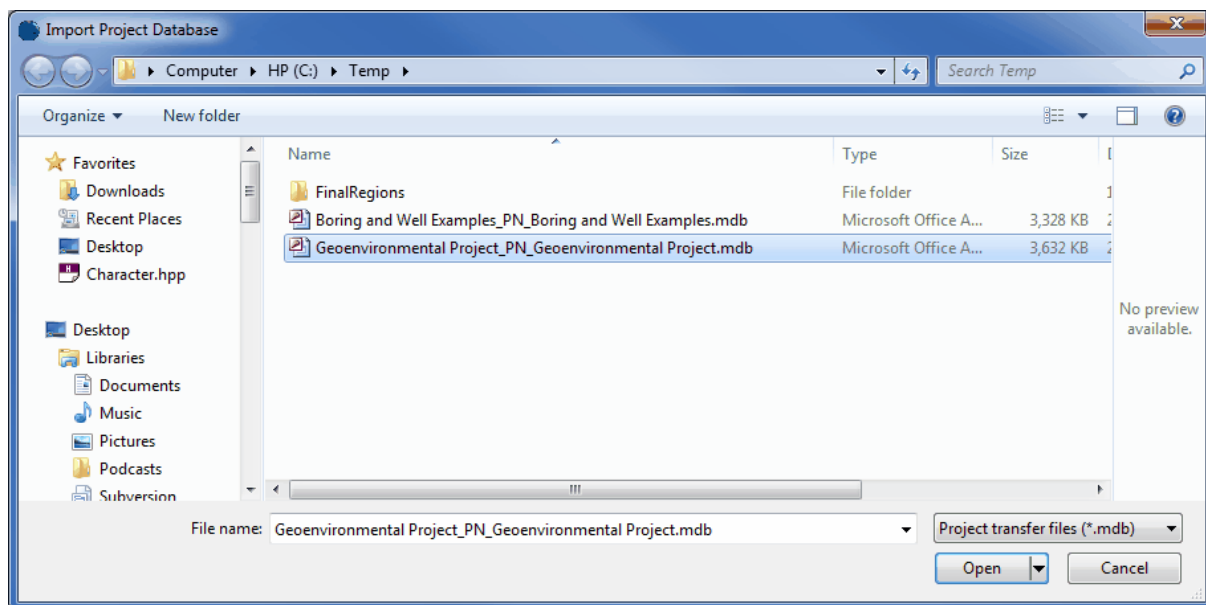 Import Project Database
Computer HP (C:) Temp
Search Temp
Organize New folder
Name Type Size
Favorites
Downloads
Recent Places
Desktop
Character.hpp
Desktop
Libraries
Documents
Music
Pictures
Podcasts
Subversion
FinalRegions File folder
Boring and Well Examples_PN_Boring and Well Examples.mdb Microsoft Office A... 3,328 KB
Geoenvironmental Project_PN_Geoenvironmental Project.mdb Microsoft Office A... 3,632 KB
No preview
available.
File name: Geoenvironmental Project_PN_Geoenvironmental Project.mdb Project transfer files (*.mdb)
Open Cancel